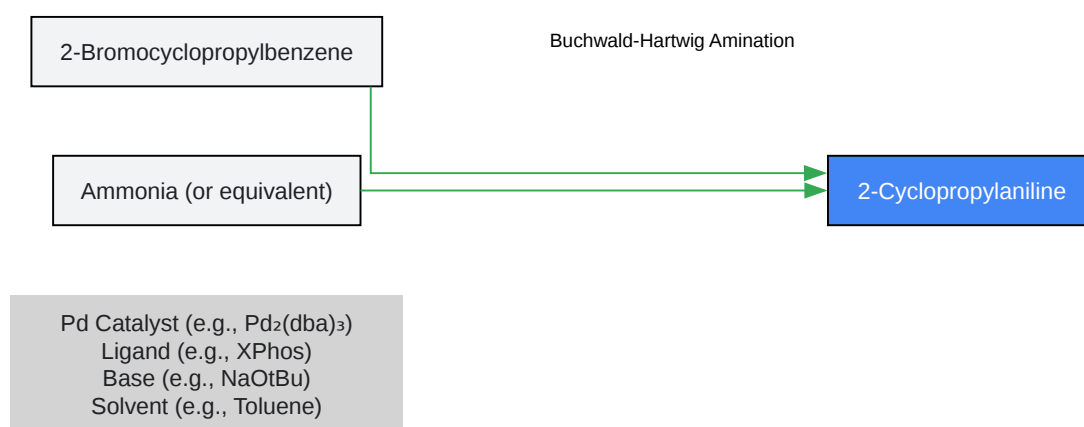 2-Bromocyclopropylbenzene
Buchwald-Hartwig Amination
Ammonia (or equivalent)
2-Cyclopropylaniline
Pd Catalyst (e.g., Pd₂(dba)₃)
Ligand (e.g., XPhos)
Base (e.g., NaOtBu)
Solvent (e.g., Toluene)